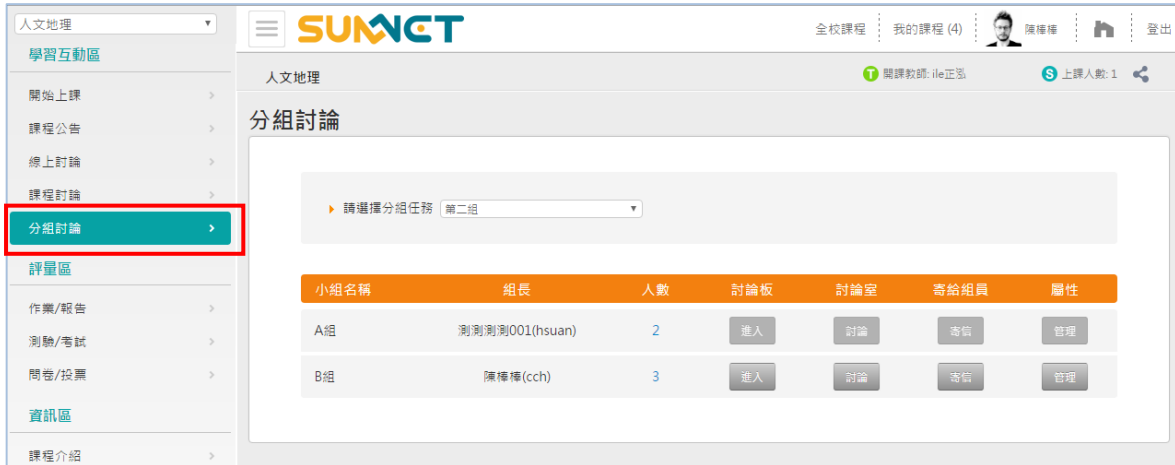 人文地理
學習互動區
開始上課
課程公告
線上討論
課程討論
分組討論
評量區
作業/報告
測驗/考試
問卷/投票
資訊區
課程介紹
SUNNET
全校課程 我的課程 (4) 陳棒棒 登出
人文地理 T 開課教師: ile正泓 S 上課人數: 1
分組討論
請選擇分組任務 第二組
小組名稱 組長 人數 討論板 討論室 寄給組員 屬性
A組 測測測測001(hsuan) 2 進入 討論 寄信 管理
B組 陳棒棒(cch) 3 進入 討論 寄信 管理